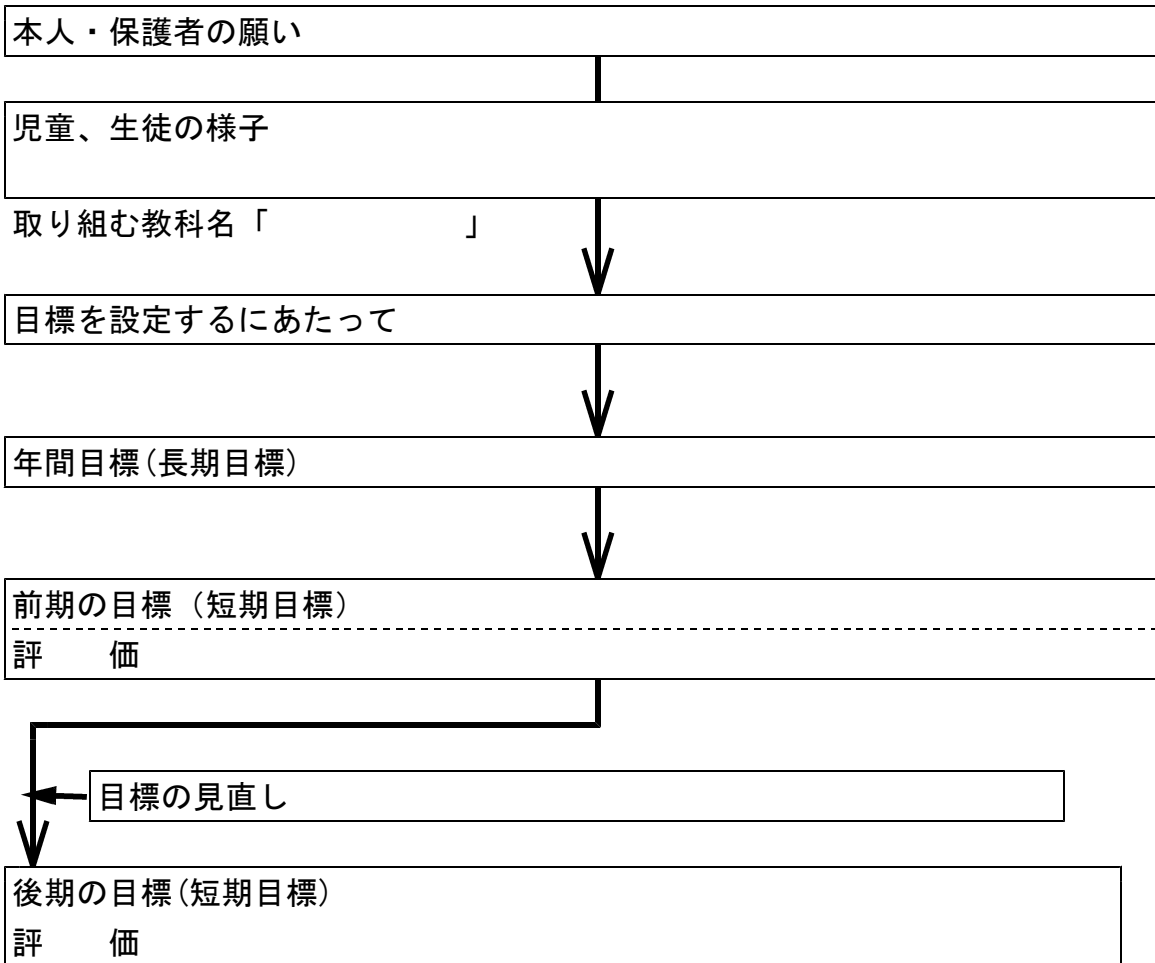 本人・保護者の願い
児童、生徒の様子
取り組む教科名「　　　　　　」
目標を設定するにあたって
年間目標(長期目標)
前期の目標（短期目標）
評　　価
目標の見直し
後期の目標(短期目標)
評　　価